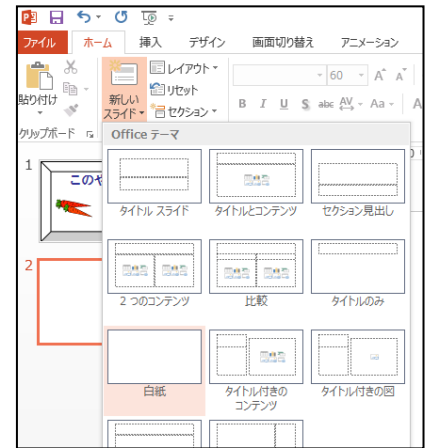 ファイル ホーム 挿入 デザイン 画面切り替え アニメーション
貼り付け
新しい
スライド
レイアウト
リセット
セクション
60 A A
B I U S abc AV Aa A
クリップボード
Office テーマ
1
このや
タイトル スライド タイトルとコンテンツ セクション見出し
2
2 つのコンテンツ 比較 タイトルのみ
白紙 タイトル付きの タイトル付きの図
コンテンツ